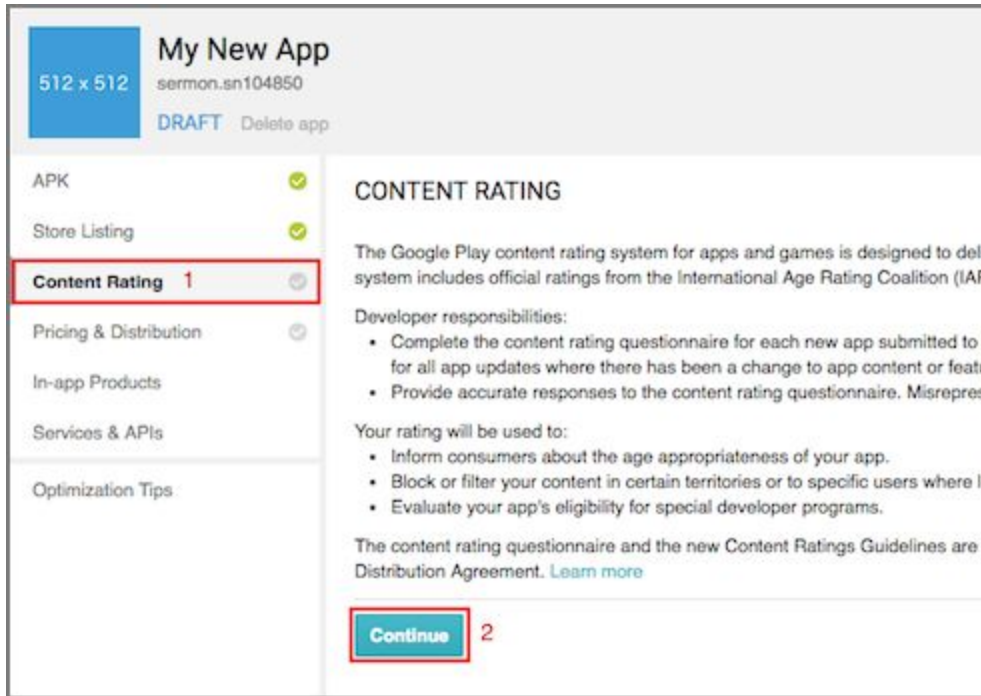 512 x 512
My New App
sermon.sn104850
DRAFT Delete app
APK
Store Listing
Content Rating 1
Pricing & Distribution
In-app Products
Services & APIs
Optimization Tips
CONTENT RATING
The Google Play content rating system for apps and games is designed to del
system includes official ratings from the International Age Rating Coalition (IAR
Developer responsibilities:
• Complete the content rating questionnaire for each new app submitted to
for all app updates where there has been a change to app content or feat
• Provide accurate responses to the content rating questionnaire. Misrepres
Your rating will be used to:
• Inform consumers about the age appropriateness of your app.
• Block or filter your content in certain territories or to specific users where l
• Evaluate your app's eligibility for special developer programs.
The content rating questionnaire and the new Content Ratings Guidelines are
Distribution Agreement. Learn more
Continue 2